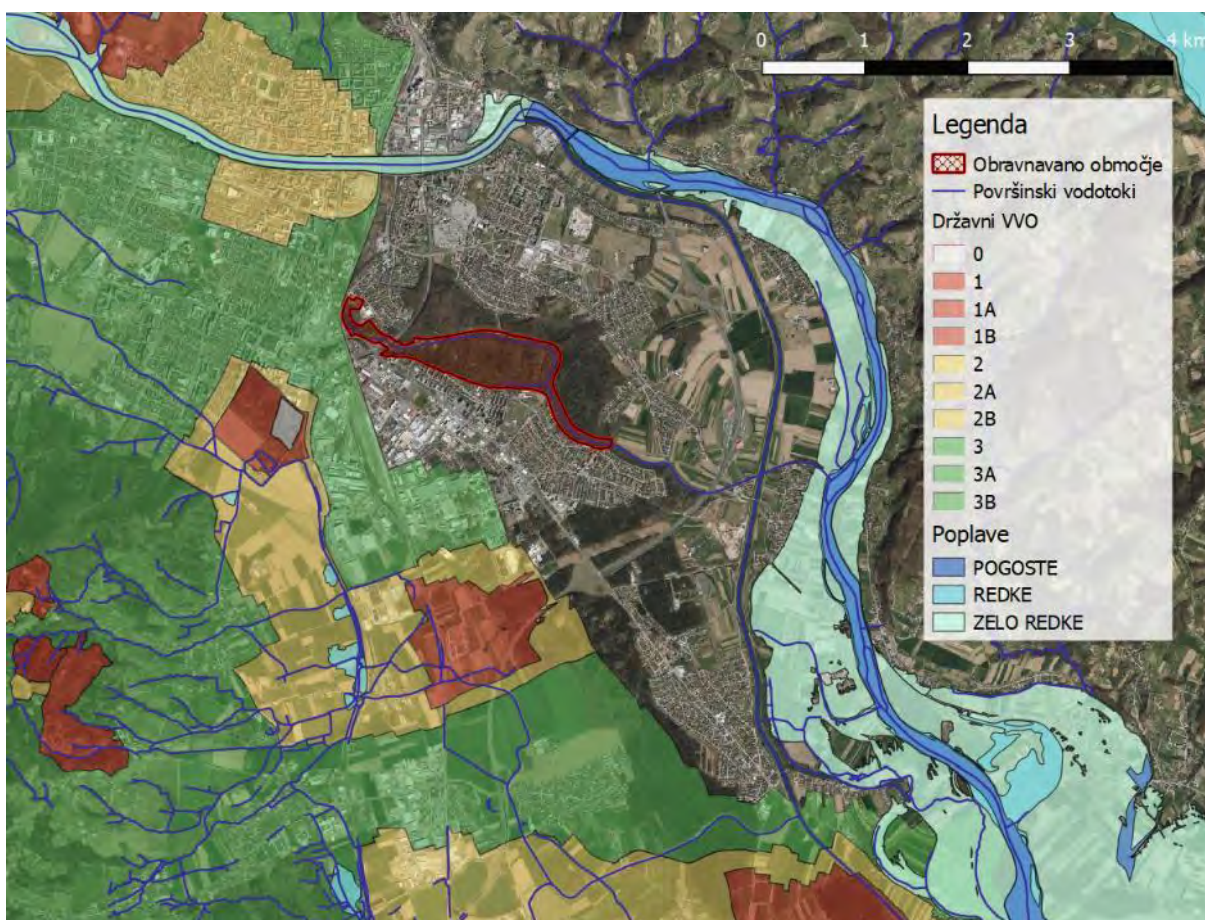 0 1 2 3 4 km
Legenda
Obravnavano območje
Površinski vodotoki
Državni VVO
0
1
1A
1B
2
2A
2B
3
3A
3B
Poplave
POGOSTE
REDKE
ZELO REDKE